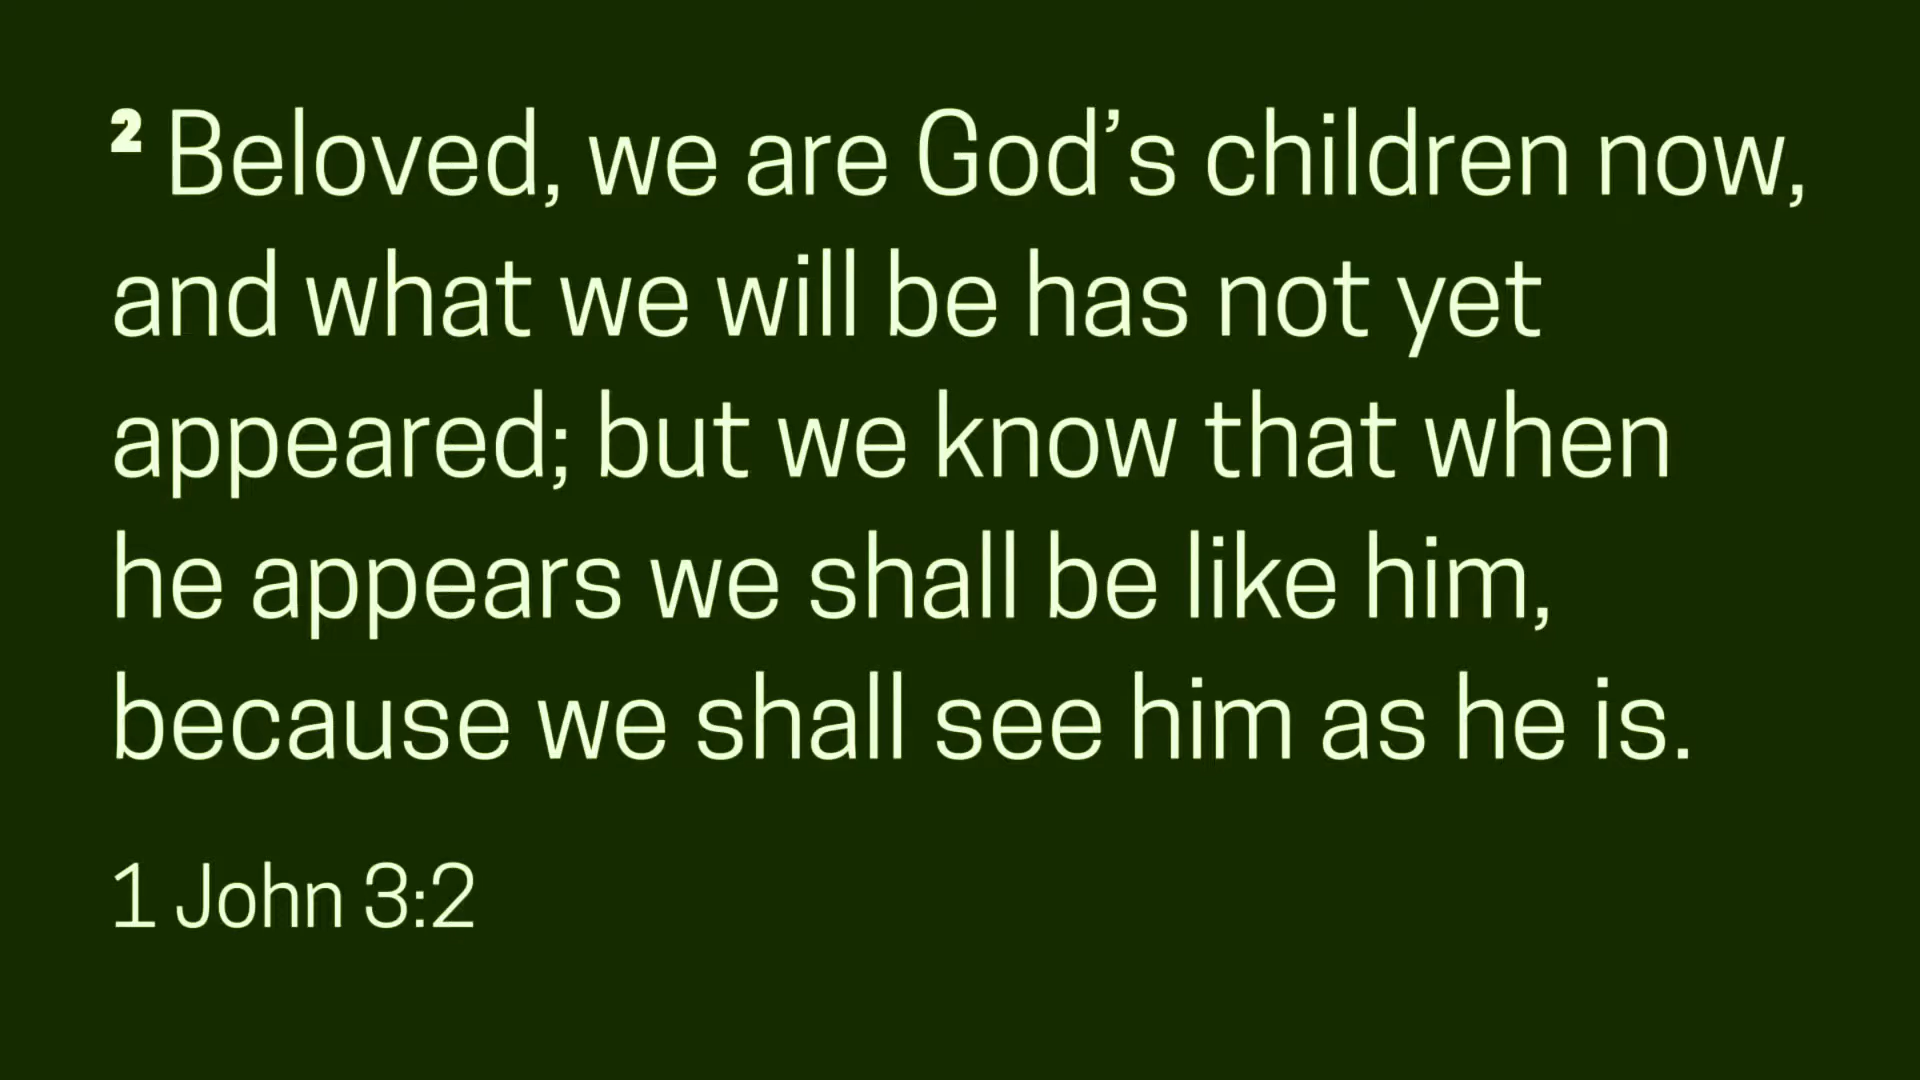 2 Beloved, we are God’s children now,
and what we will be has not yet
appeared; but we know that when
he appears we shall be like him,
because we shall see him as he is.
1 John 3:2